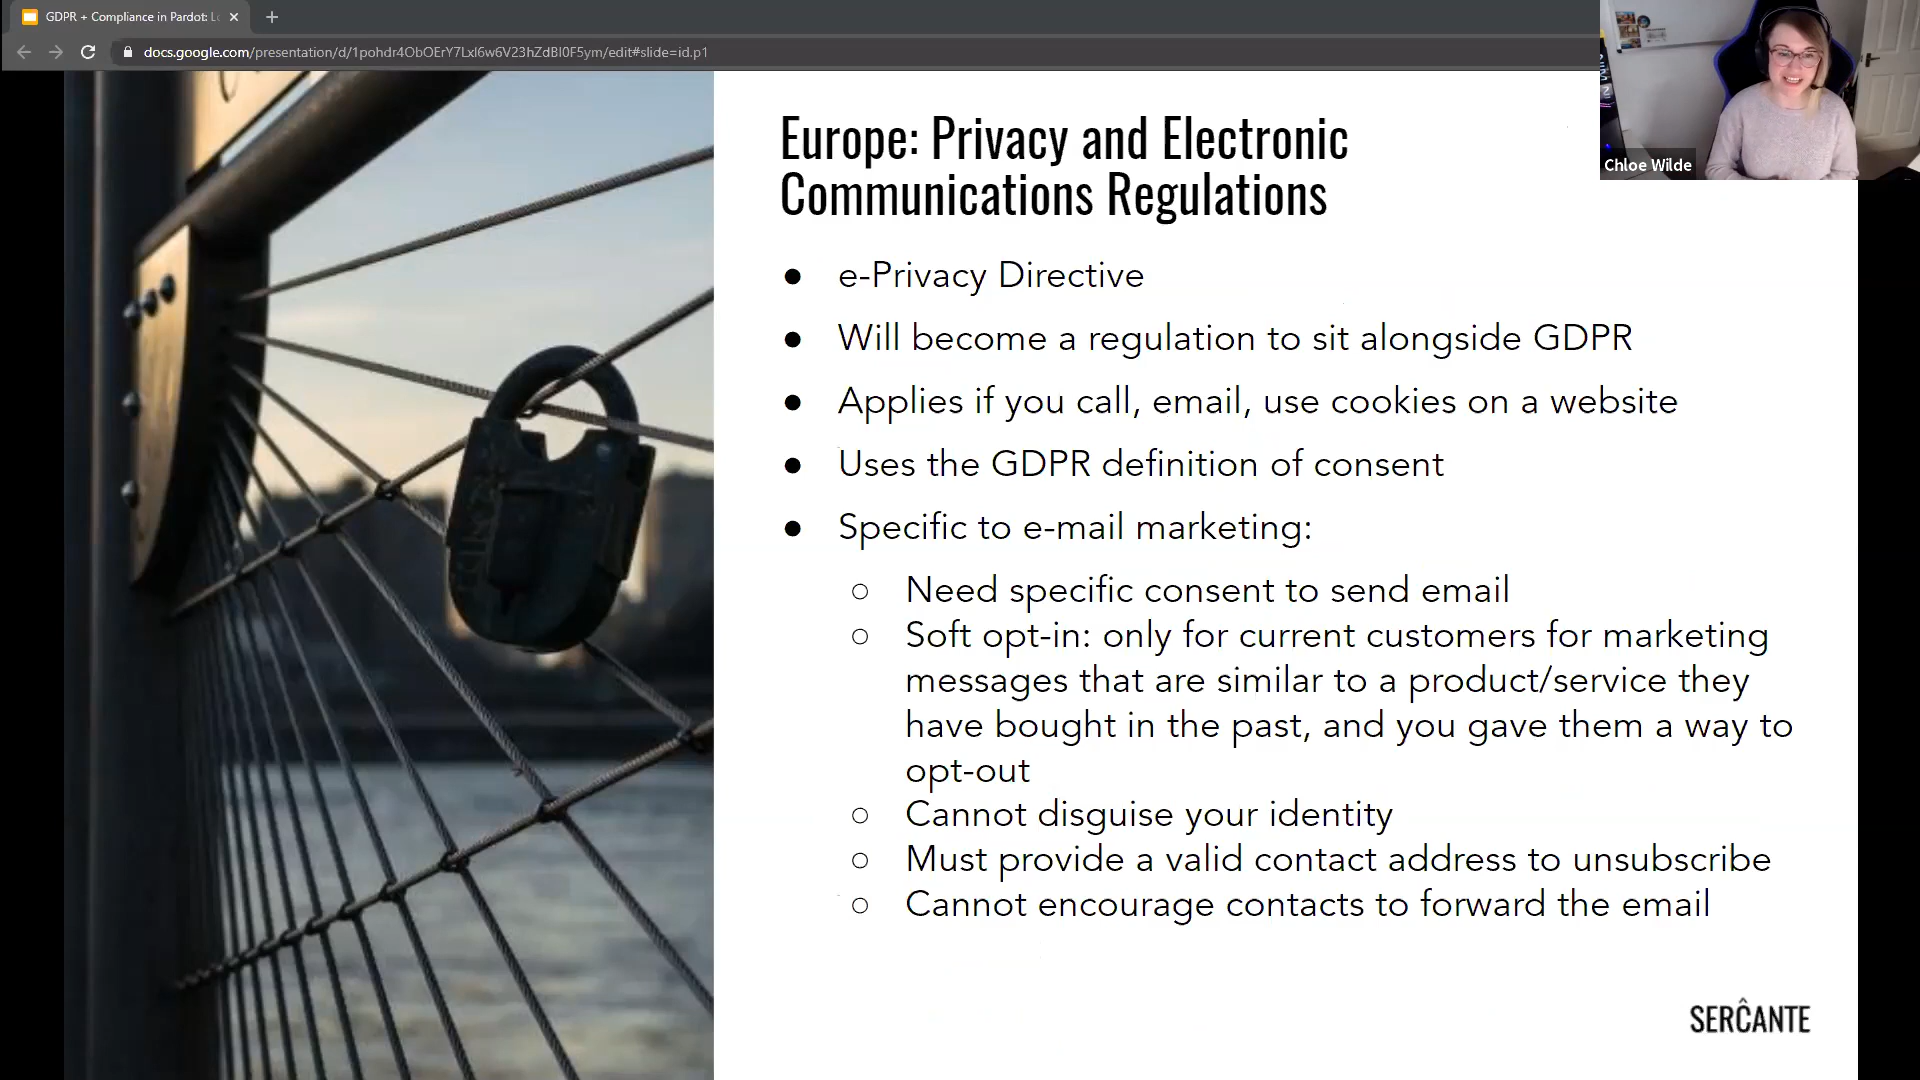 GDPR + Compliance in Pardot: Lo
docs.google.com/presentation/d/1pohdr4ObOErY7Lxl6w6V23hZdBl0F5ym/edit#slide=id.p1
Chloe Wilde
Europe: Privacy and Electronic
Communications Regulations
● e-Privacy Directive
● Will become a regulation to sit alongside GDPR
● Applies if you call, email, use cookies on a website
● Uses the GDPR definition of consent
● Specific to e-mail marketing:
○ Need specific consent to send email
○ Soft opt-in: only for current customers for marketing
messages that are similar to a product/service they
have bought in the past, and you gave them a way to
opt-out
○ Cannot disguise your identity
○ Must provide a valid contact address to unsubscribe
○ Cannot encourage contacts to forward the email
SERĈANTE